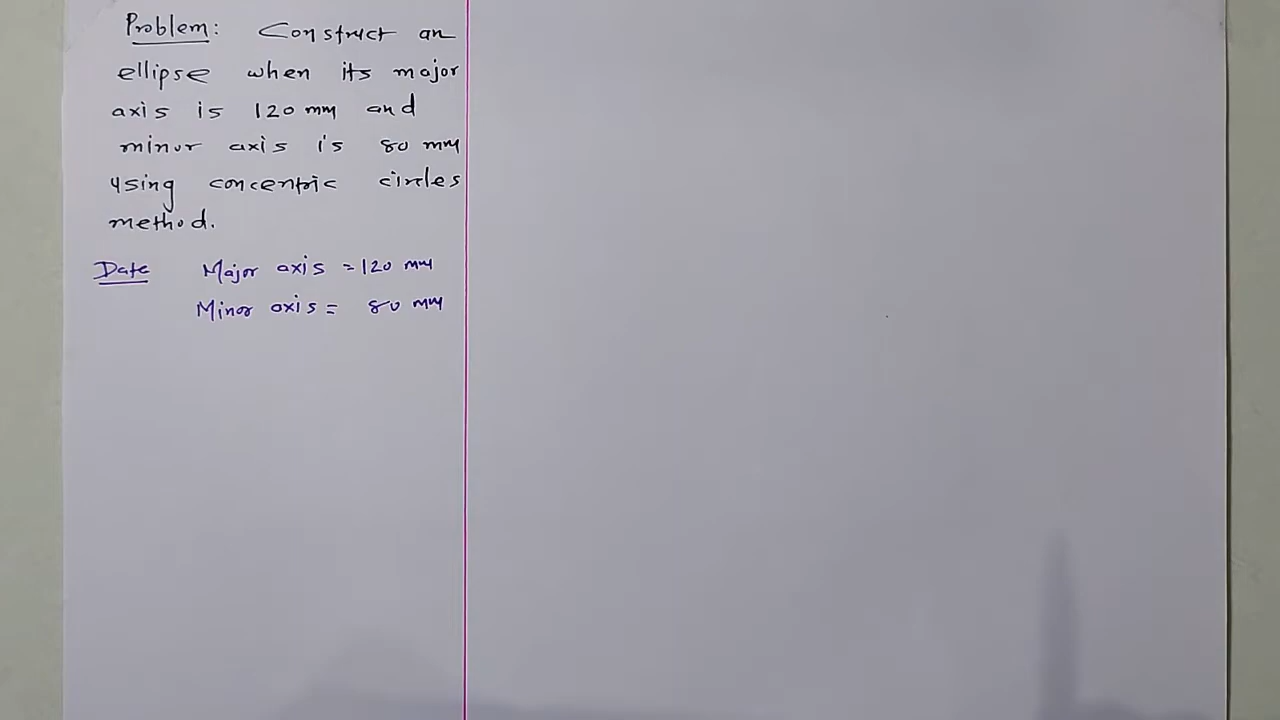 Problem: Construct an
ellipse when its major
axis is 120 mm and
minor axis is 80 mm
using concentric circles
method.
Date Major axis = 120 mm
Minor axis = 80 mm